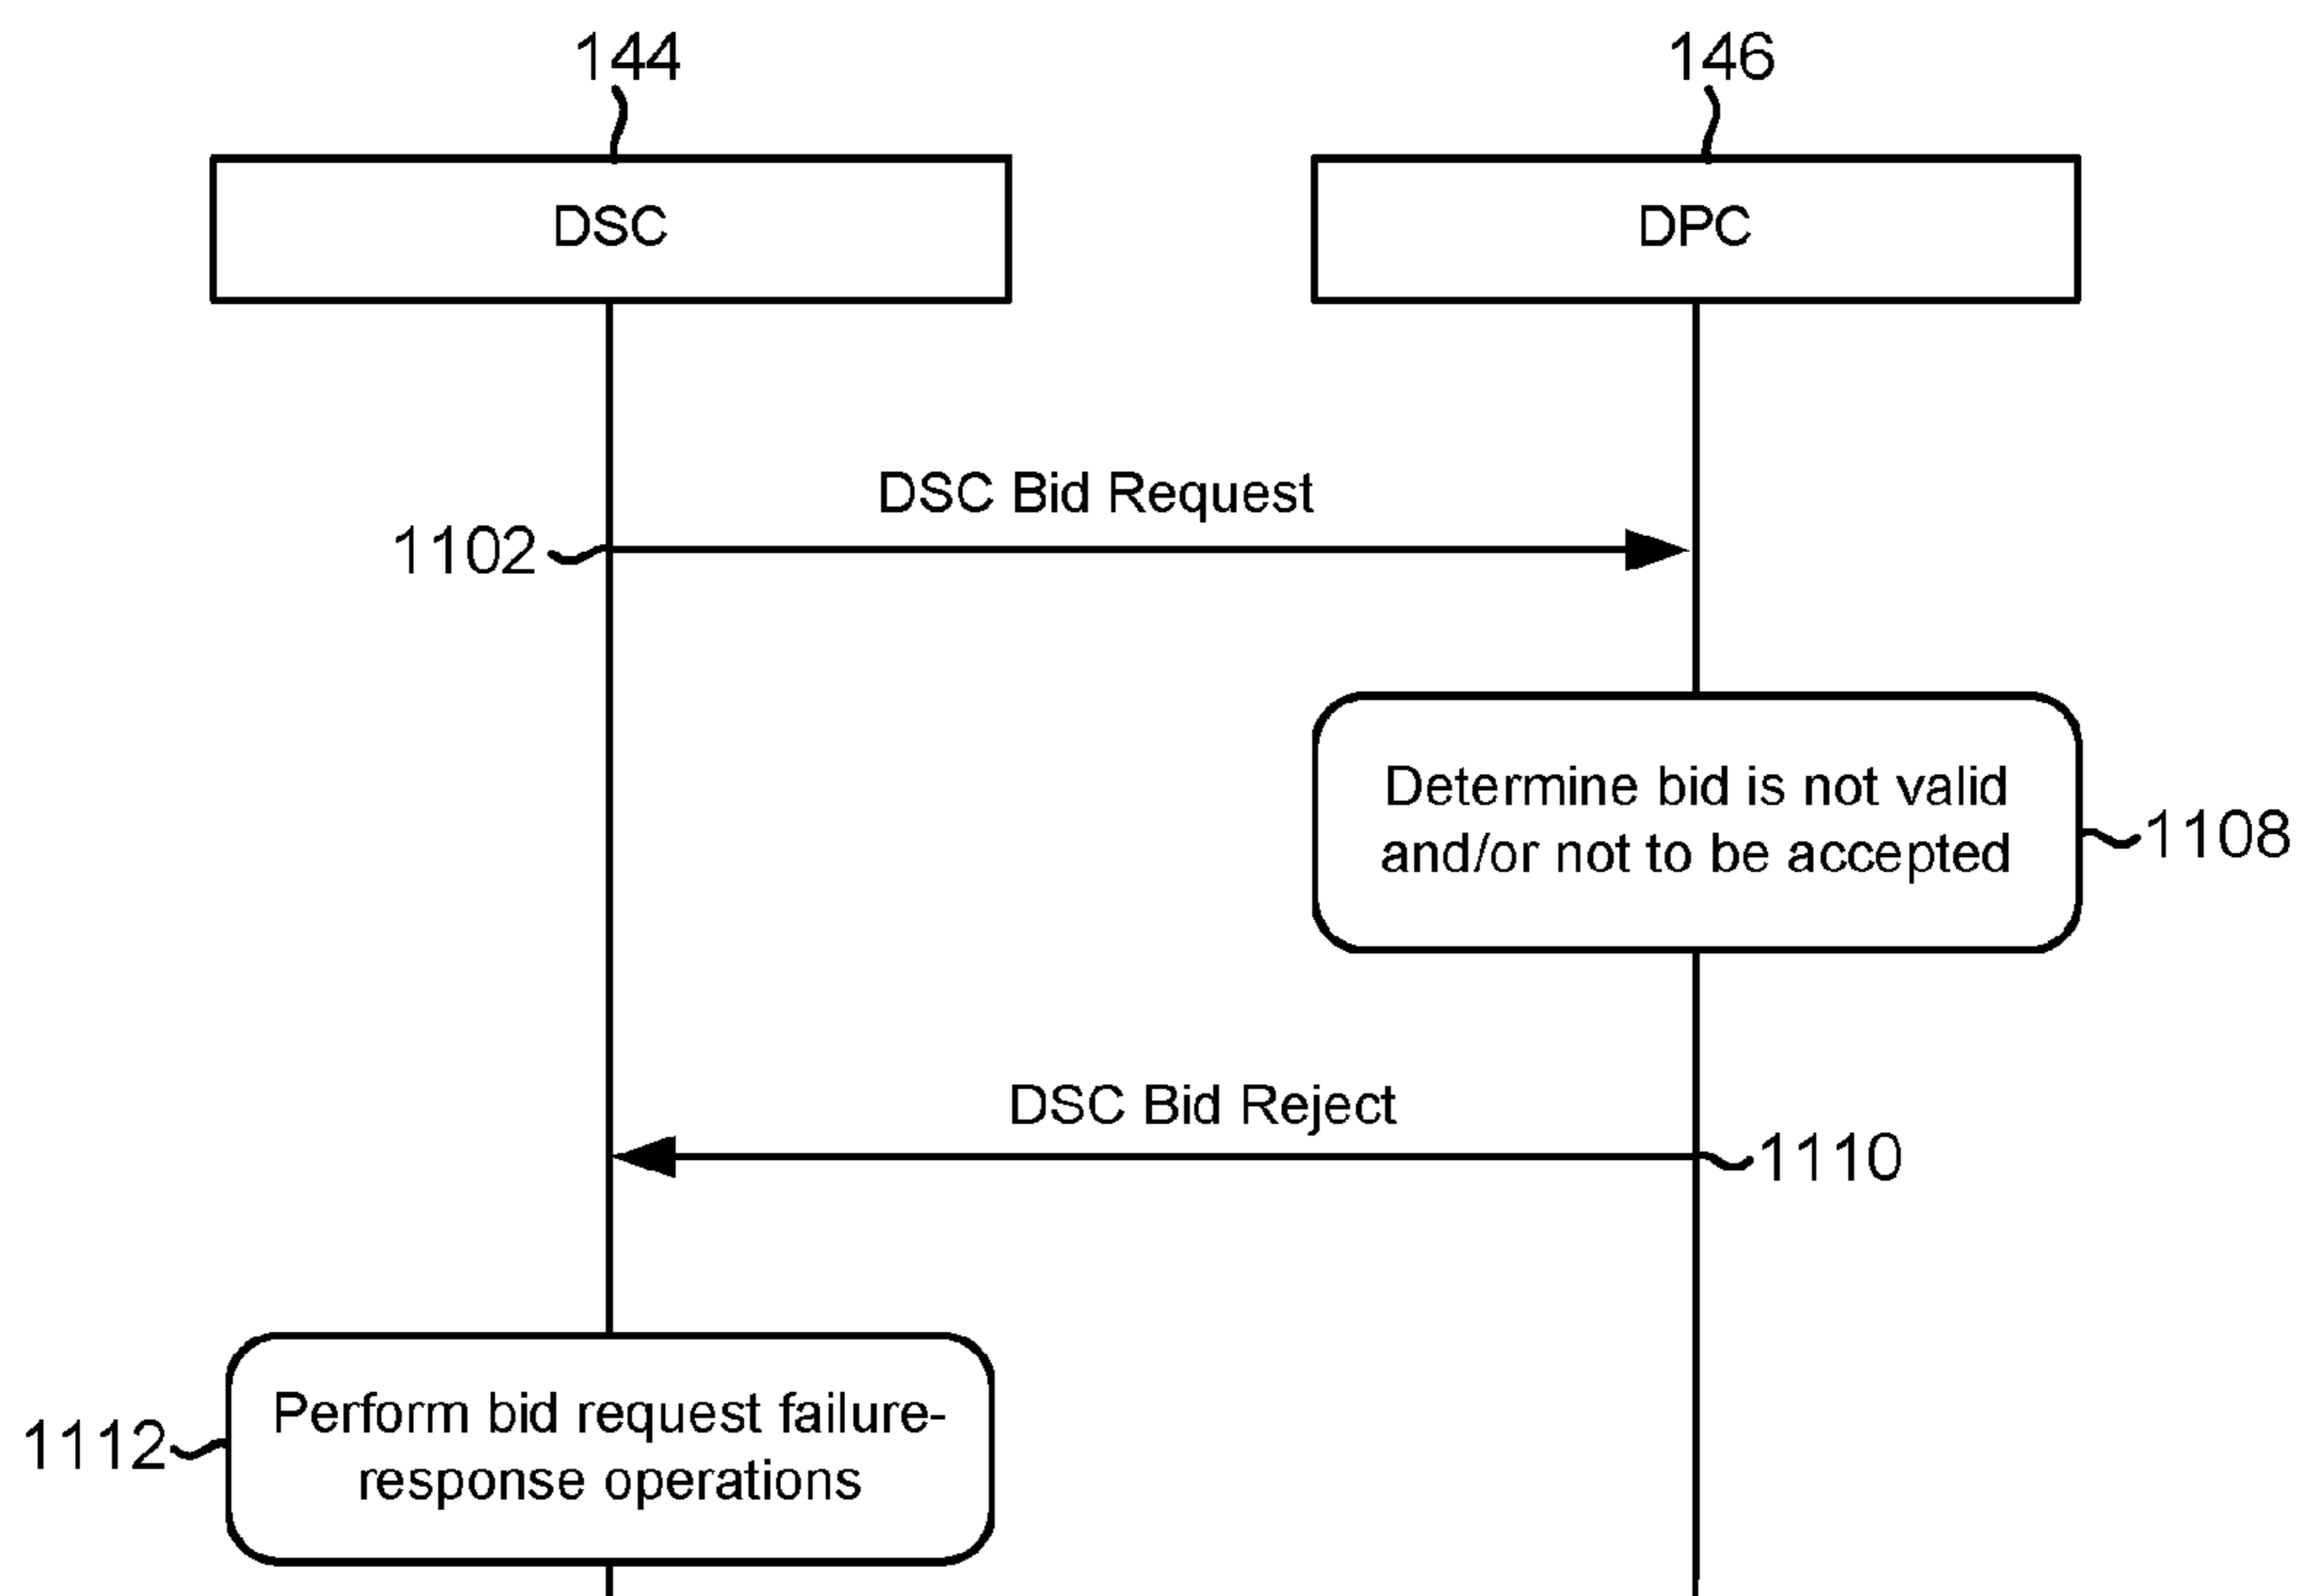 144
146
DSC
DPC
DSC Bid Request
1102
Determine bid is not valid
and/or not to be accepted
1108
DSC Bid Reject
1110
Perform bid request failure-
response operations
1112